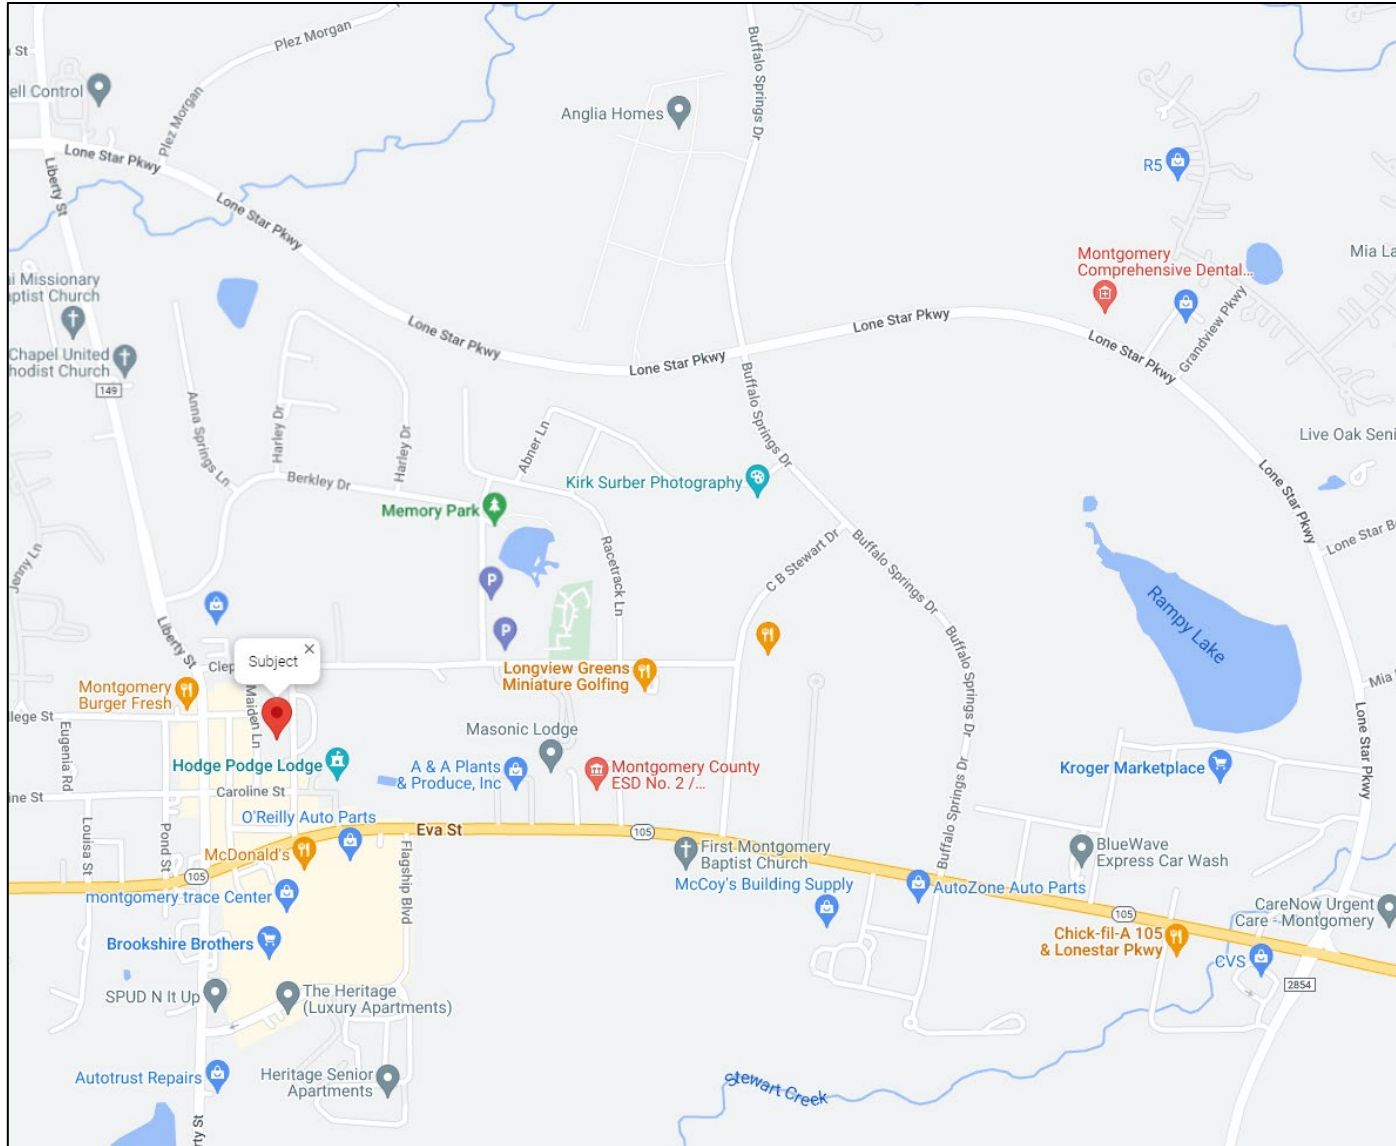 Plez Morgan
Buffalo Springs Dr
St
ell Control
Plez Morgan
Anglia Homes
Lone Star Pkwy
R5
Liberty St
Lone Star Pkwy
Montgomery
Comprehensive Dental...
Mia La
ai Missionary
aptist Church
Grandview Pkwy
Lone Star Pkwy
Lone Star Pkwy
Lone Star Pkwy
Lone Star Pkwy
Chapel United
hodist Church
149
Anna Springs Ln
Harley Dr
Harley Dr
Buffalo Springs Dr
Live Oak Seni
Abner Ln
Berkley Dr
Kirk Surber Photography
Lone Star Pkwy
Memory Park
Racetrack Ln
C B Stewart Dr
Buffalo Springs Dr
Lone Star B
Jenny Ln
P
P
Rampy Lake
Liberty St
Subject
Clep
Longview Greens
Miniature Golfing
Buffalo Springs Dr
Mia
Montgomery
Burger Fresh
Maiden Ln
llege St
Eugenia Rd
Masonic Lodge
Lone Star Pkwy
Hodge Podge Lodge
A & A Plants
& Produce, Inc
Montgomery County
ESD No. 2 /...
Kroger Marketplace
ine St
Caroline St
Buffalo Springs Dr
O'Reilly Auto Parts
Eva St
105
Louisa St
Pond St
McDonald's
Flagship Blvd
First Montgomery
Baptist Church
BlueWave
Express Car Wash
105
montgomery trace Center
McCoy's Building Supply
AutoZone Auto Parts
105
CareNow Urgent
Care - Montgomery
Brookshire Brothers
Chick-fil-A 105
& Lonestar Pkwy
CVS
SPUD N It Up
The Heritage
(Luxury Apartments)
2854
Autotrust Repairs
Heritage Senior
Apartments
Stewart Creek
rty St